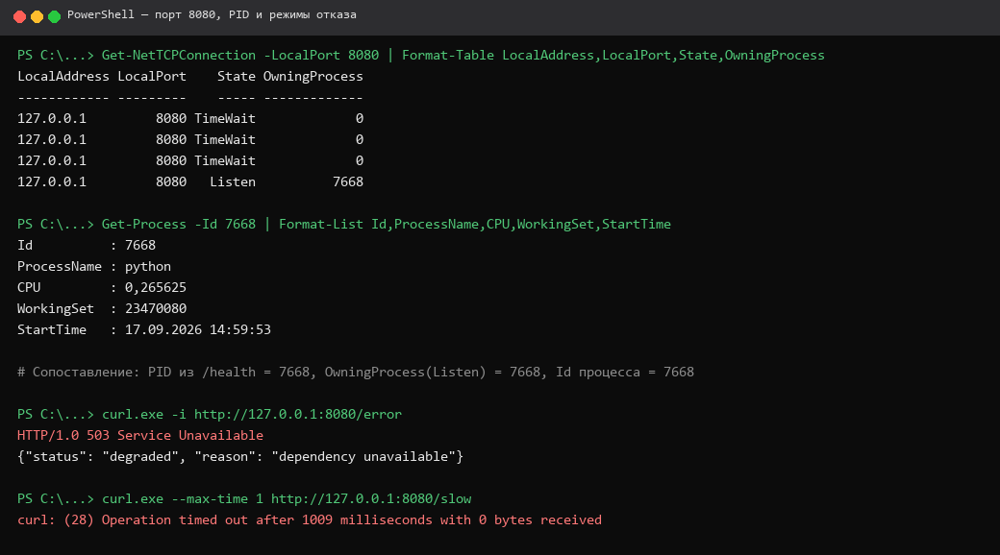 PowerShell — порт 8080, PID и режимы отказа
PS C:\...> Get-NetTCPConnection -LocalPort 8080 | Format-Table LocalAddress,LocalPort,State,OwningProcess
LocalAddress LocalPort    State OwningProcess
------------ ---------    ----- -------------
127.0.0.1         8080 TimeWait             0
127.0.0.1         8080 TimeWait             0
127.0.0.1         8080 TimeWait             0
127.0.0.1         8080   Listen          7668
PS C:\...> Get-Process -Id 7668 | Format-List Id,ProcessName,CPU,WorkingSet,StartTime
Id          : 7668
ProcessName : python
CPU         : 0,265625
WorkingSet  : 23470080
StartTime   : 17.09.2026 14:59:53
# Сопоставление: PID из /health = 7668, OwningProcess(Listen) = 7668, Id процесса = 7668
PS C:\...> curl.exe -i http://127.0.0.1:8080/error
HTTP/1.0 503 Service Unavailable
{"status": "degraded", "reason": "dependency unavailable"}
PS C:\...> curl.exe --max-time 1 http://127.0.0.1:8080/slow
curl: (28) Operation timed out after 1009 milliseconds with 0 bytes received